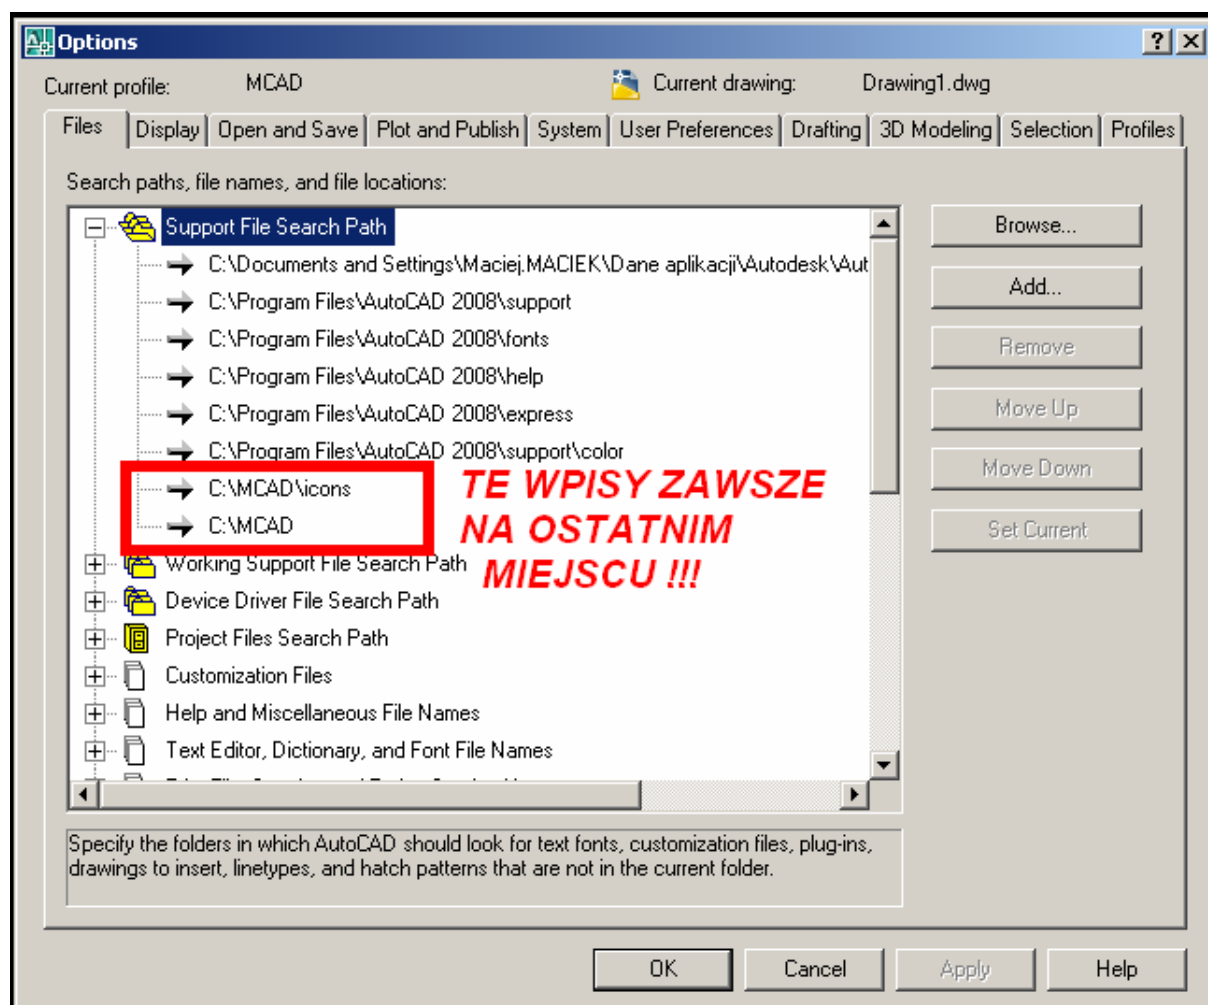 Options
Current profile: MCAD Current drawing: Drawing1.dwg
Files Display Open and Save Plot and Publish System User Preferences Drafting 3D Modeling Selection Profiles
Search paths, file names, and file locations:
Support File Search Path
C:\Documents and Settings\Maciej.MACIEK\Dane aplikacji\Autodesk\Aut
C:\Program Files\AutoCAD 2008\support
C:\Program Files\AutoCAD 2008\fonts
C:\Program Files\AutoCAD 2008\help
C:\Program Files\AutoCAD 2008\express
C:\Program Files\AutoCAD 2008\support\color
C:\MCAD\icons
C:\MCAD
TE WPISY ZAWSZE
NA OSTATNIM
MIEJSCU !!!
Working Support File Search Path
Device Driver File Search Path
Project Files Search Path
Customization Files
Help and Miscellaneous File Names
Text Editor, Dictionary, and Font File Names
Browse...
Add...
Remove
Move Up
Move Down
Set Current
Specify the folders in which AutoCAD should look for text fonts, customization files, plug-ins,
drawings to insert, linetypes, and hatch patterns that are not in the current folder.
OK Cancel Apply Help